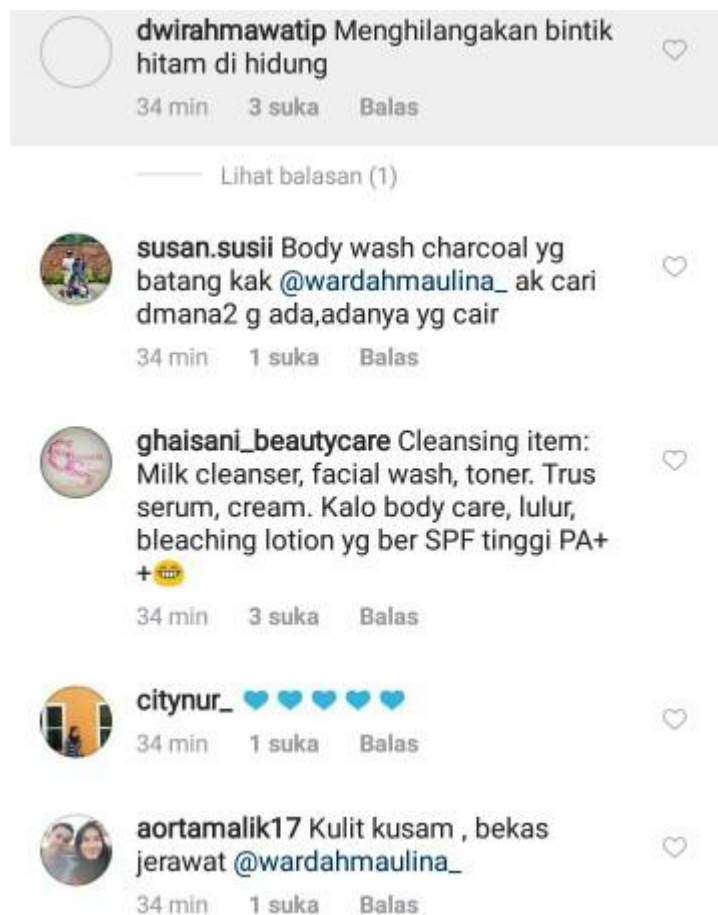 dwirahmawatip Menghilangakan bintik
hitam di hidung
34 min 3 suka Balas
Lihat balasan (1)
susan.susii Body wash charcoal yg
batang kak @wardahmaulina_ ak cari
dmana2 g ada,adanya yg cair
34 min 1 suka Balas
ghaisani_beautycare Cleansing item:
Milk cleanser, facial wash, toner. Trus
serum, cream. Kalo body care, lulur,
bleaching lotion yg ber SPF tinggi PA+
+😁
34 min 3 suka Balas
citynur_ 💙💙💙💙💙
34 min 1 suka Balas
aortamalik17 Kulit kusam , bekas
jerawat @wardahmaulina_
34 min 1 suka Balas